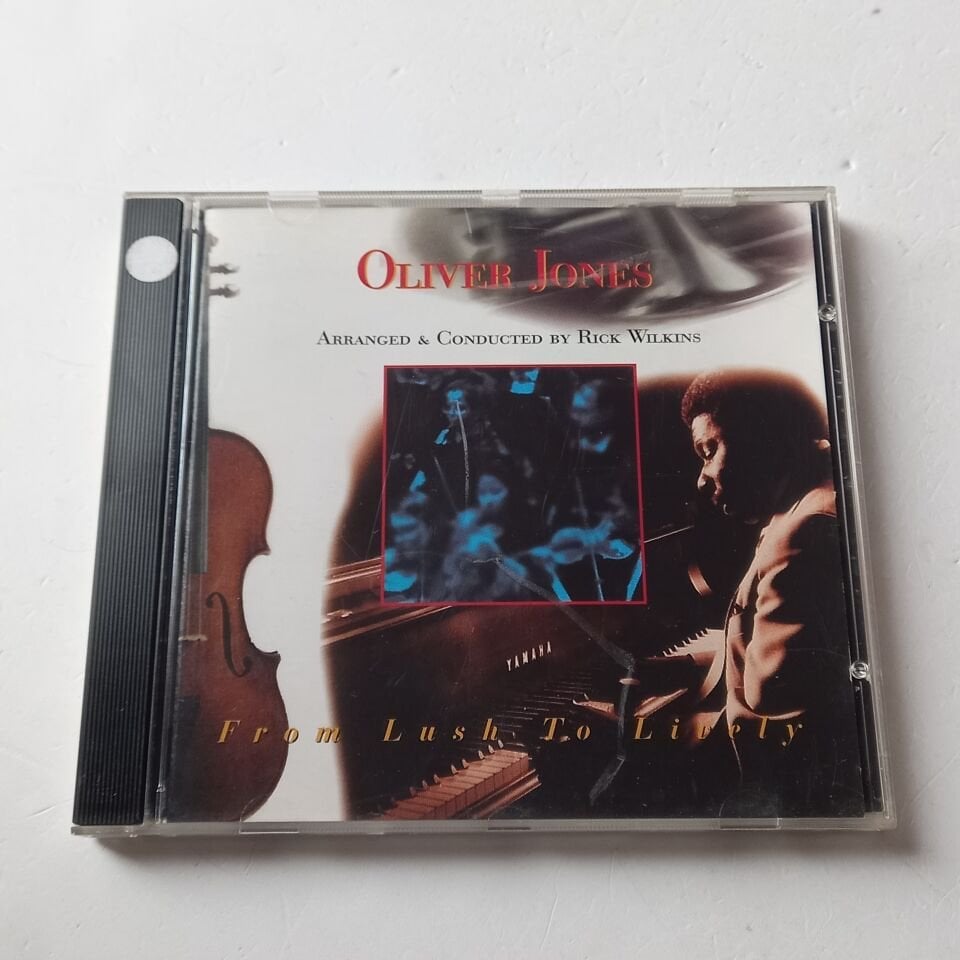 OLIVER JONES
ARRANGED & CONDUCTED BY RICK WILKINS
YAMAHA
From Lush To Lively